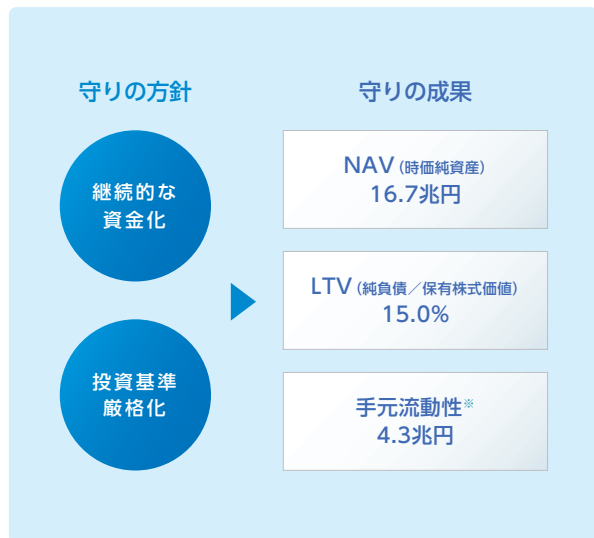 守りの方針
継続的な
資金化
投資基準
厳格化
守りの成果
NAV(時価純資産)
16.7兆円
LTV(純負債／保有株式価値)
15.0%
手元流動性※
4.3兆円